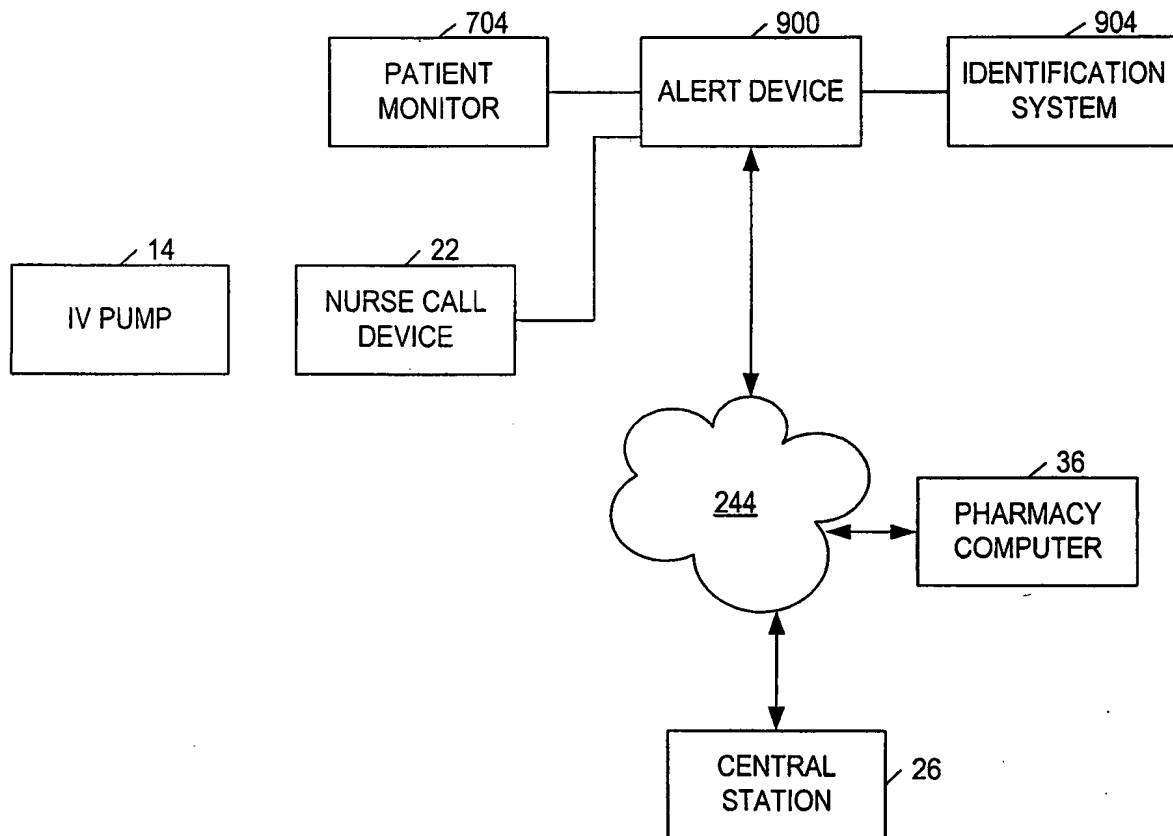 704
900
904
PATIENT
MONITOR
ALERT DEVICE
IDENTIFICATION
SYSTEM
14
22
IV PUMP
NURSE CALL
DEVICE
244
36
PHARMACY
COMPUTER
CENTRAL
STATION
26